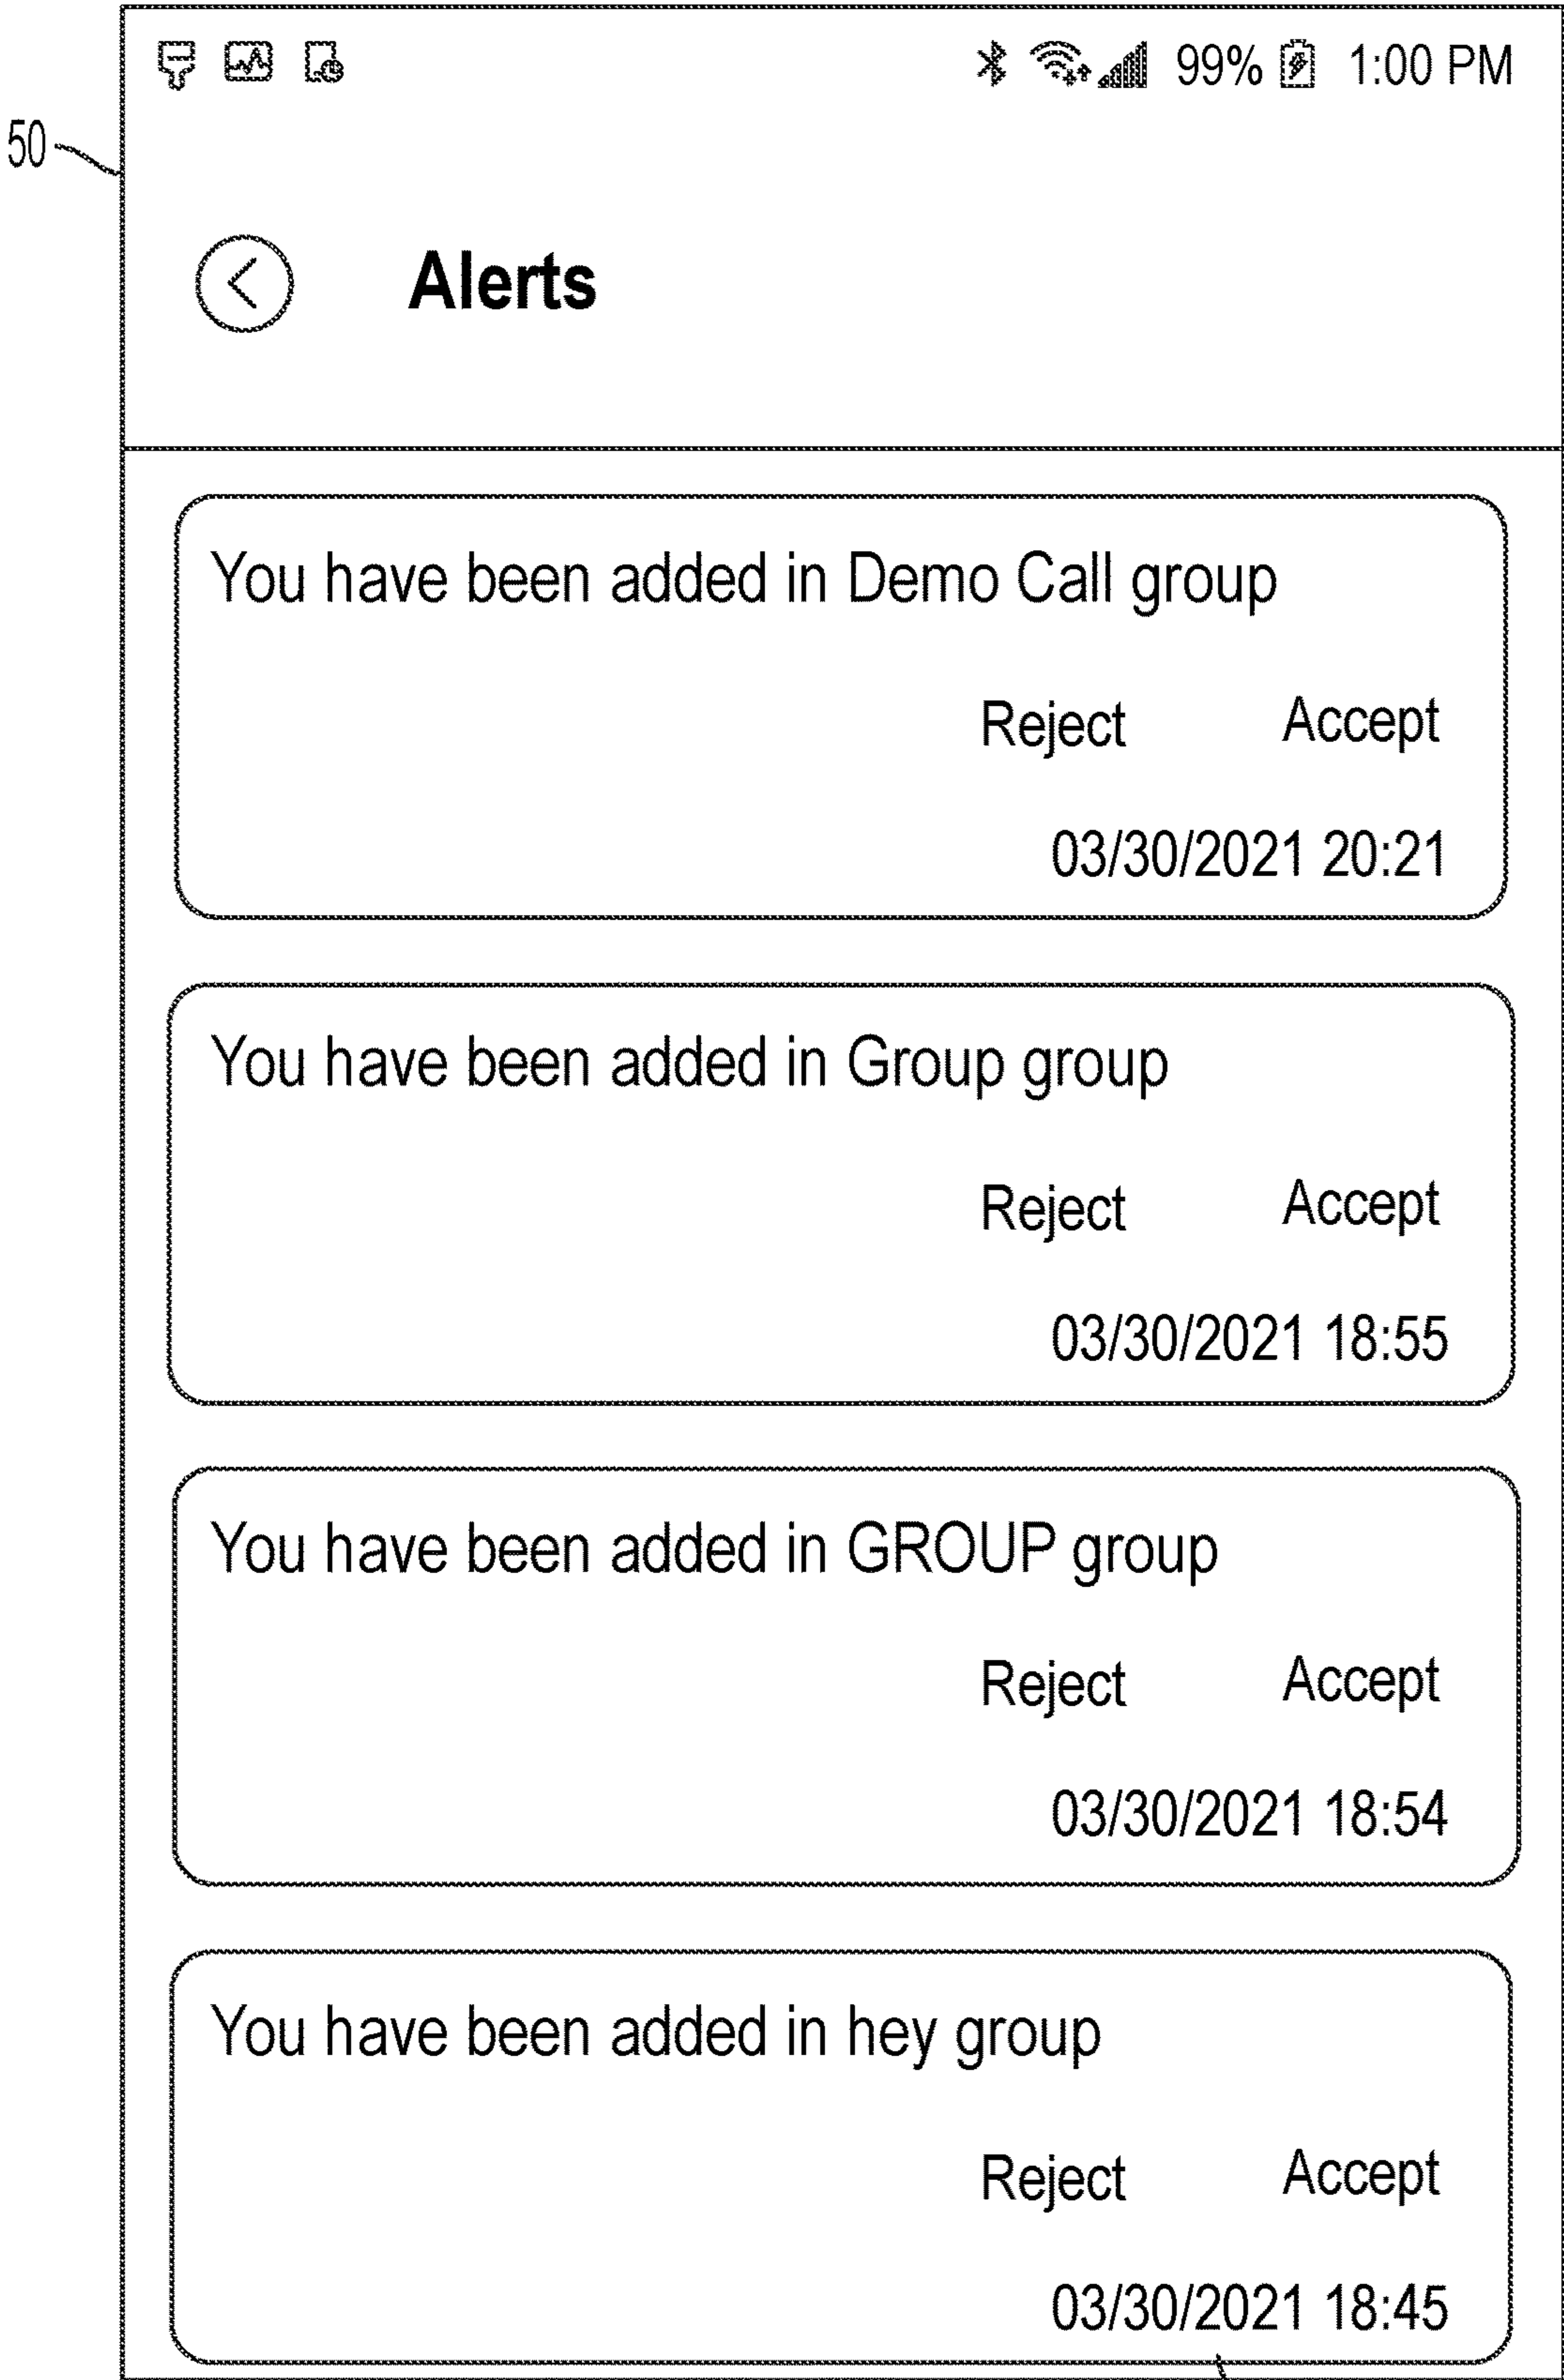 99% 1:00 PM
50
Alerts
You have been added in Demo Call group
Reject Accept
03/30/2021 20:21
You have been added in Group group
Reject Accept
03/30/2021 18:55
You have been added in GROUP group
Reject Accept
03/30/2021 18:54
You have been added in hey group
Reject Accept
03/30/2021 18:45